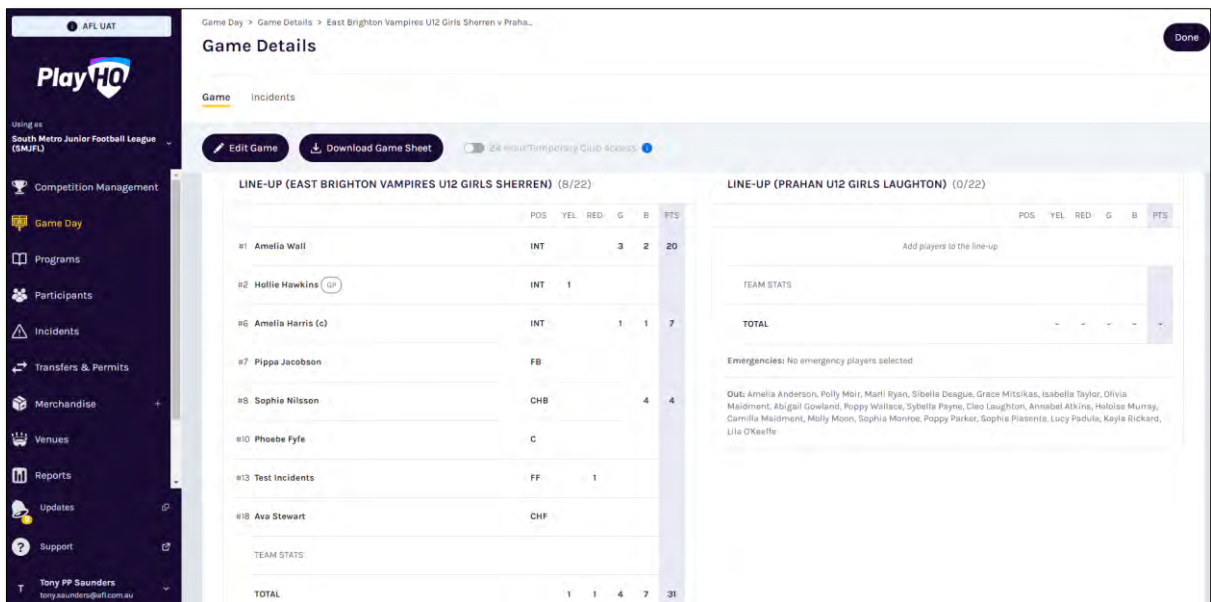 AFL UAT
PlayHQ
Using as
South Metro Junior Football League
(SMJFL)
Competition Management
Game Day
Programs
Participants
Incidents
Transfers & Permits
Merchandise +
Venues
Reports
Updates
Support
T Tony PP Saunders
tony.saunders@afl.com.au
Game Day > Game Details > East Brighton Vampires U12 Girls Sherren v Praha...
Game Details
Done
Game Incidents
Edit Game Download Game Sheet 24 Hour Temporary Club Access
LINE-UP (EAST BRIGHTON VAMPIRES U12 GIRLS SHERREN) (8/22)
POS YEL RED G B PTS
#1 Amelia Wall INT 3 2 20
#2 Hollie Hawkins GP INT 1
#6 Amelia Harris (c) INT 1 1 7
#7 Pippa Jacobson FB
#8 Sophie Nilsson CHB 4 4
#10 Phoebe Fyfe C
#13 Test Incidents FF 1
#18 Ava Stewart CHF
TEAM STATS
TOTAL 1 1 4 7 31
LINE-UP (PRAHAN U12 GIRLS LAUGHTON) (0/22)
POS YEL RED G B PTS
Add players to the line-up
TEAM STATS
TOTAL - - - - -
Emergencies: No emergency players selected
Out: Amelia Anderson, Polly Moir, Marli Ryan, Sibella Deague, Grace Mitsikas, Isabella Taylor, Olivia
Maidment, Abigail Gowland, Poppy Wallace, Sybella Payne, Cleo Laughton, Annabel Atkins, Heloise Murray,
Camilla Maidment, Molly Moon, Sophia Monroe, Poppy Parker, Sophie Piasente, Lucy Padula, Kayla Rickard,
Lila O'Keeffe